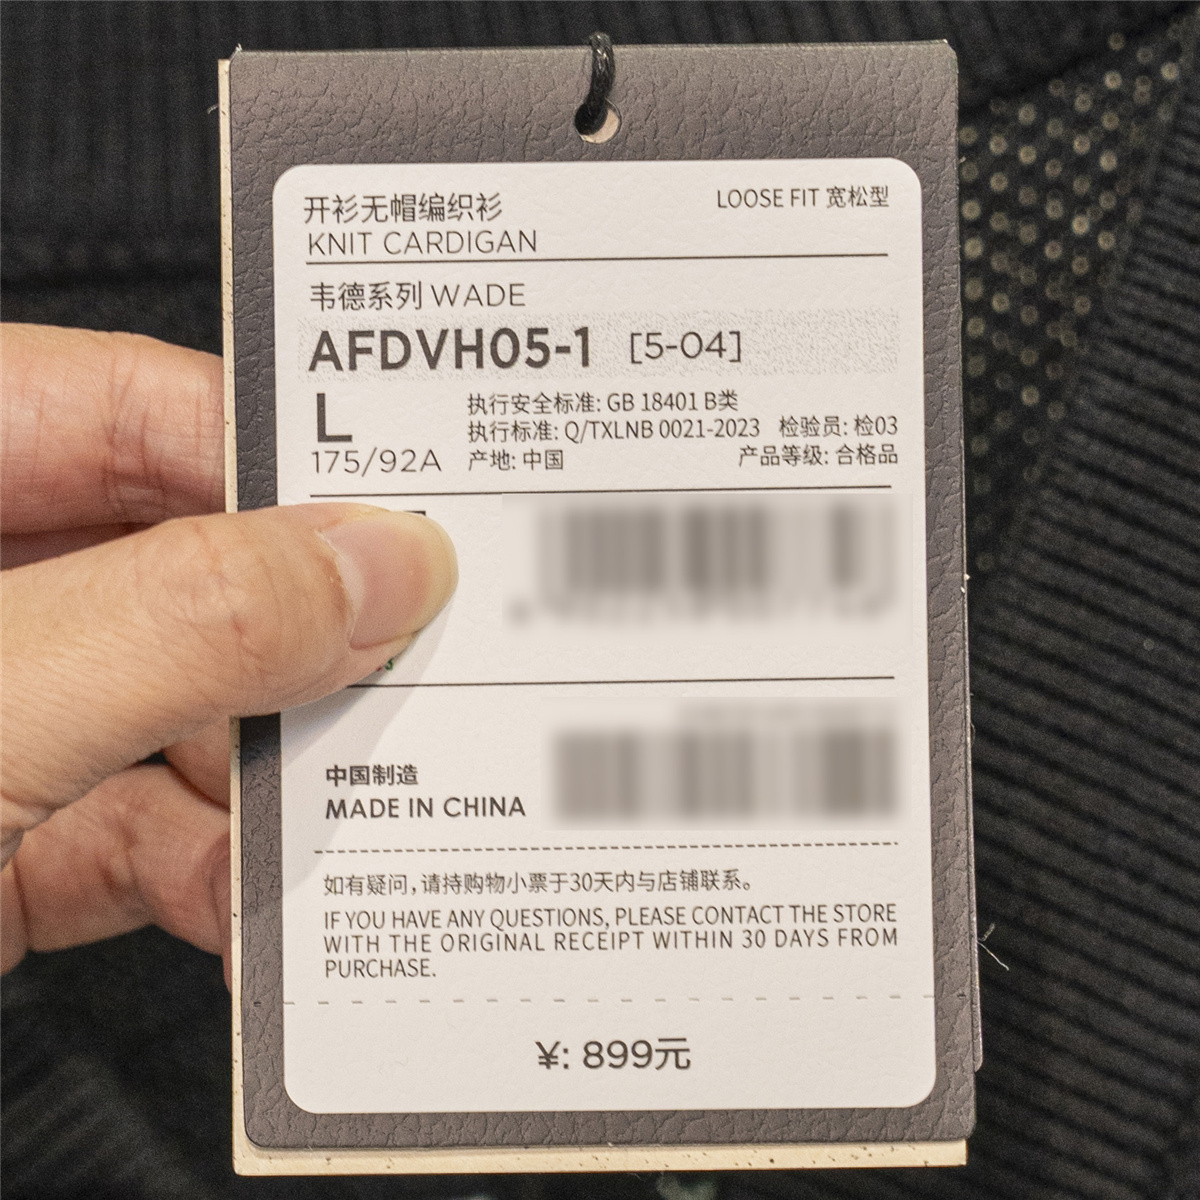 开衫无帽编织衫
LOOSE FIT 宽松型
KNIT CARDIGAN
韦德系列 WADE
AFDVH05-1 [5-04]
L
175/92A
执行安全标准: GB 18401 B类
执行标准: Q/TXLNB 0021-2023 检验员: 检03
产地: 中国 产品等级: 合格品
中国制造
MADE IN CHINA
如有疑问，请持购物小票于30天内与店铺联系。
IF YOU HAVE ANY QUESTIONS, PLEASE CONTACT THE STORE
WITH THE ORIGINAL RECEIPT WITHIN 30 DAYS FROM
PURCHASE.
¥: 899元